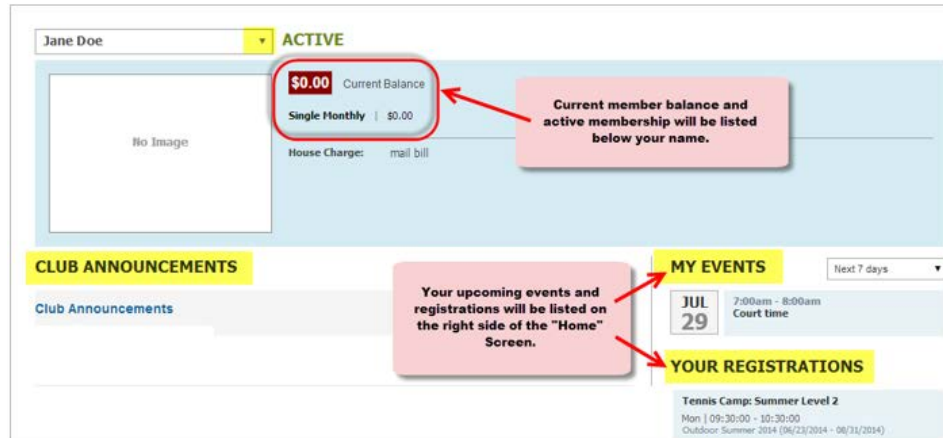 Jane Doe
ACTIVE
$0.00 Current Balance
Single Monthly | $0.00
House Charge: mail bill
No Image
Current member balance and
active membership will be listed
below your name.
CLUB ANNOUNCEMENTS
Club Announcements
Your upcoming events and
registrations will be listed on
the right side of the "Home"
Screen.
MY EVENTS
Next 7 days
JUL
29
7:00am - 8:00am
Court time
YOUR REGISTRATIONS
Tennis Camp: Summer Level 2
Mon | 09:30:00 - 10:30:00
Outdoor Summer 2014 (06/23/2014 - 08/31/2014)